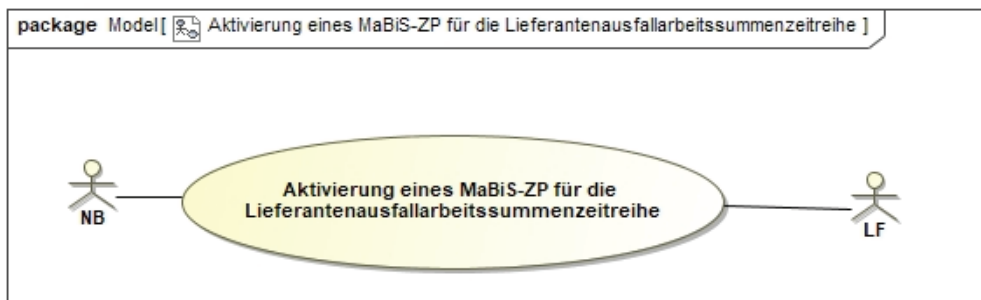 package Model[ Aktivierung eines MaBiS-ZP für die Lieferantenausfallarbeitssummenzeitreihe ]
Aktivierung eines MaBiS-ZP für die
Lieferantenausfallarbeitssummenzeitreihe
NB
LF